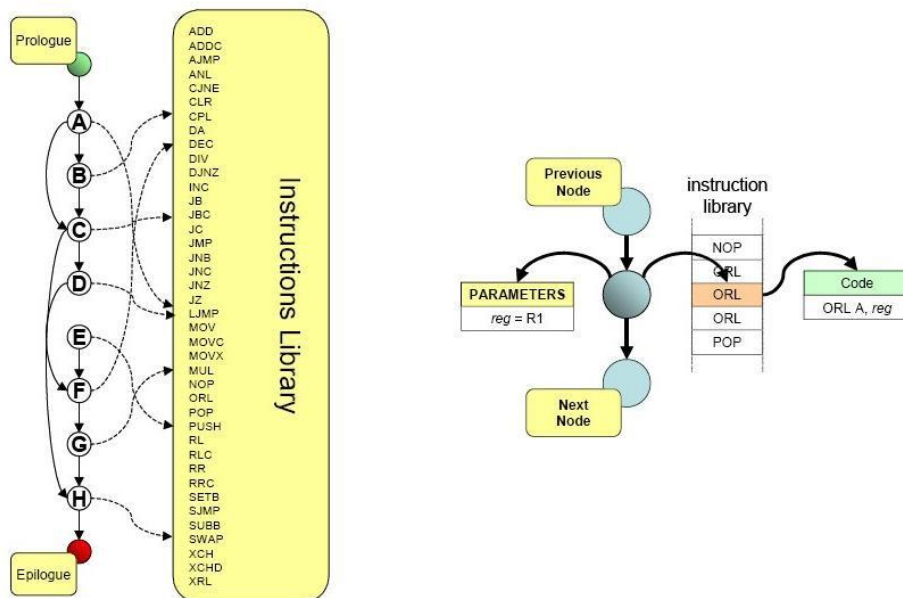 Prologue
A
B
C
D
E
F
G
H
Epilogue
ADD
ADDC
AJMP
ANL
CJNE
CLR
CPL
DA
DEC
DIV
DJNZ
INC
JB
JBC
JC
JMP
JNB
JNC
JNZ
JZ
LJMP
MOV
MOVC
MOVX
MUL
NOP
ORL
POP
PUSH
RL
RLC
RR
RRC
SETB
SJMP
SUBB
SWAP
XCH
XCHD
XRL
Instructions Library
Previous
Node
instruction
library
NOP
ORL
ORL
ORL
POP
PARAMETERS
reg = R1
Code
ORL A, reg
Next
Node